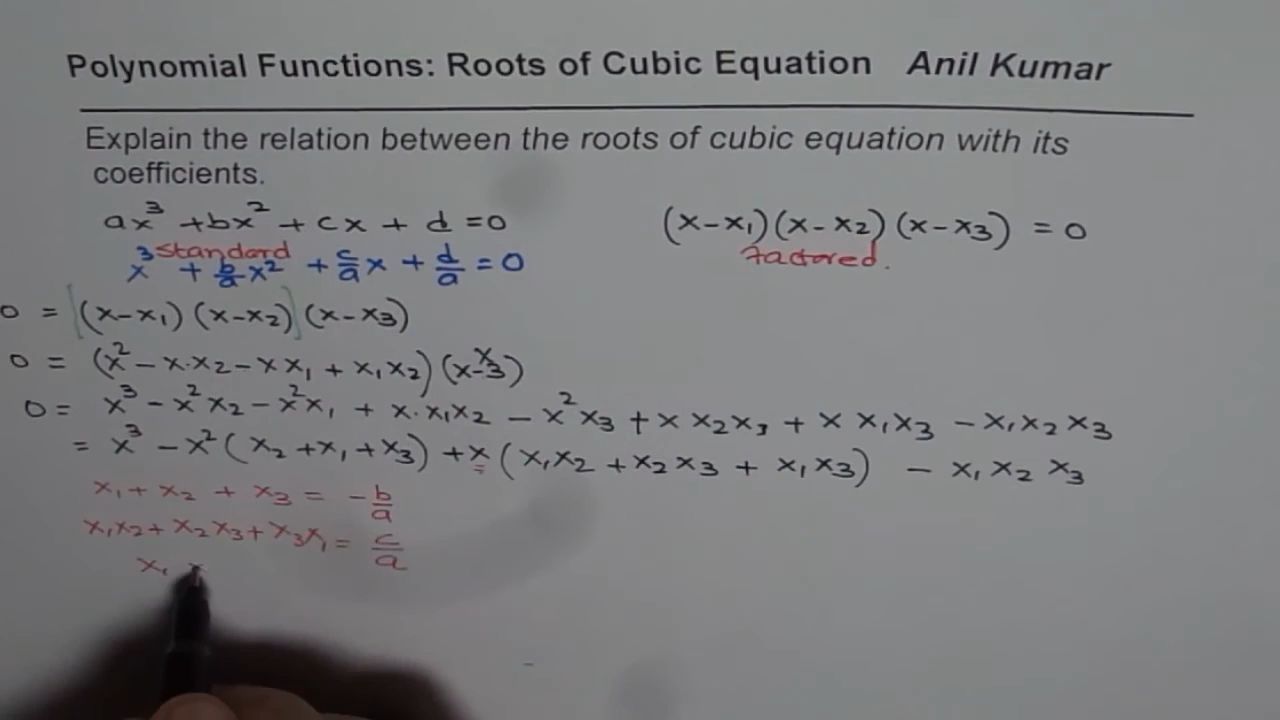 Polynomial Functions: Roots of Cubic Equation Anil Kumar
Explain the relation between the roots of cubic equation with its
coefficients.
ax³ + bx² + cx + d = 0
(x-x₁)(x-x₂)(x-x₃) = 0
Standard
Factored.
x³ + b/a x² + c/a x + d/a = 0
0 = [(x-x₁)(x-x₂)](x-x₃)
0 = (x² - x·x₂ - xx₁ + x₁x₂)(x-x₃)
0 = x³ - x²x₂ - x²x₁ + x·x₁x₂ - x²x₃ + x x₂x₃ + x x₁x₃ - x₁x₂x₃
= x³ - x²(x₂ + x₁ + x₃) + x(x₁x₂ + x₂x₃ + x₁x₃) - x₁x₂x₃
x₁ + x₂ + x₃ = -b/a
x₁x₂ + x₂x₃ + x₃x₁ = c/a
x₁ x